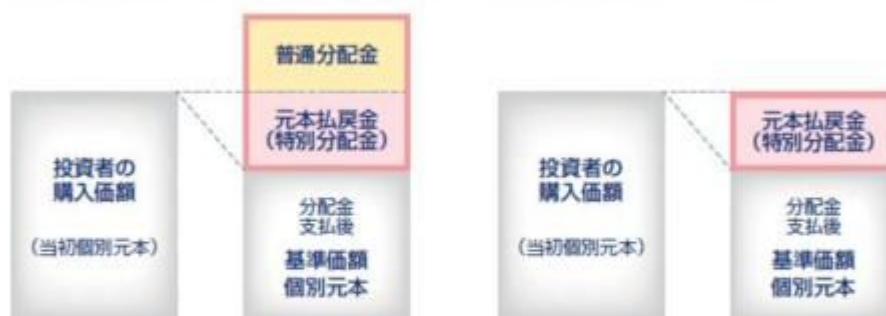 普通分配金
元本払戻金
(特別分配金)
投資者の
購入価額
(当初個別元本)
分配金
支払後
基準価額
個別元本
元本払戻金
(特別分配金)
投資者の
購入価額
(当初個別元本)
分配金
支払後
基準価額
個別元本